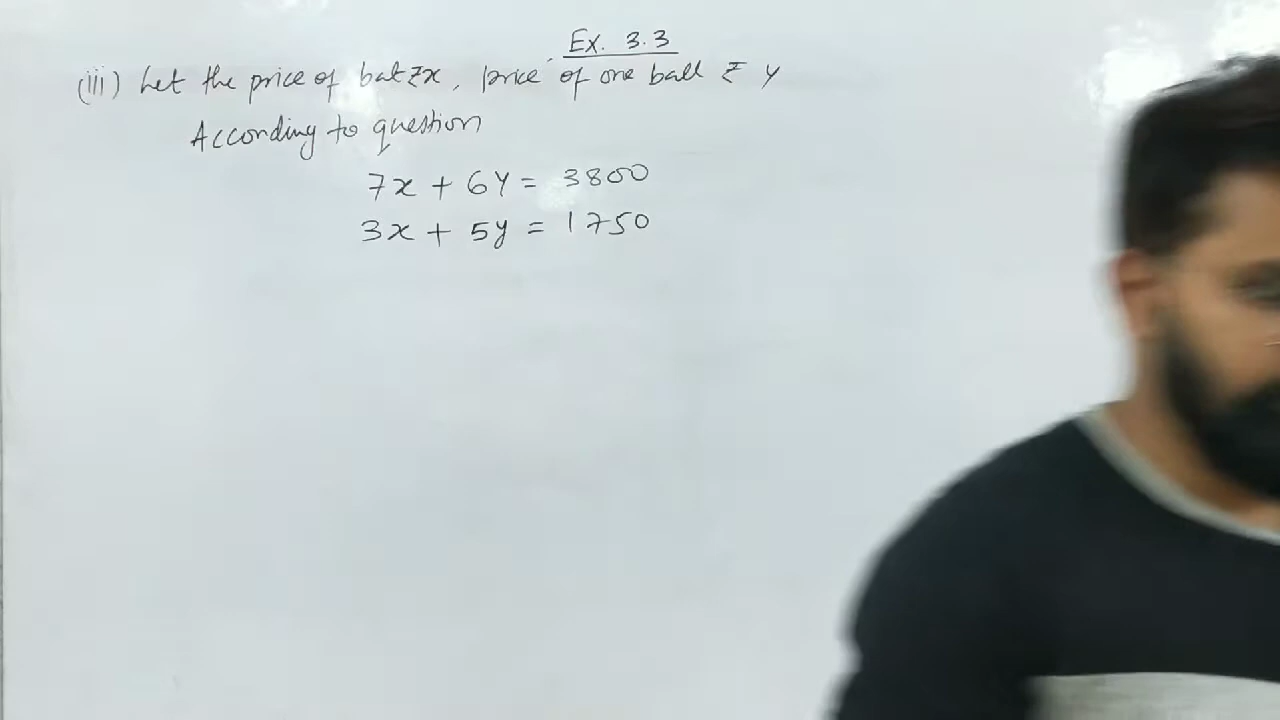 Ex. 3.3
(iii) Let the price of bat ₹x, price of one ball ₹ y
According to question
7x + 6y = 3800
3x + 5y = 1750